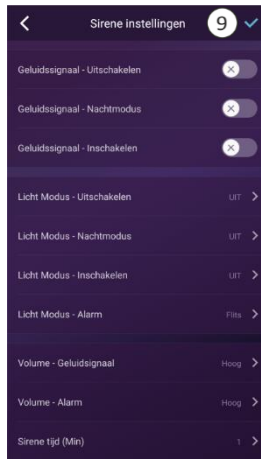 Sirene instellingen 9
Geluidssignaal - Uitschakelen
Geluidssignaal - Nachtmodus
Geluidssignaal - Inschakelen
Licht Modus - Uitschakelen UIT
Licht Modus - Nachtmodus UIT
Licht Modus - Inschakelen UIT
Licht Modus - Alarm Flits
Volume - Geluidsignaal Hoog
Volume - Alarm Hoog
Sirene tijd (Min) 1